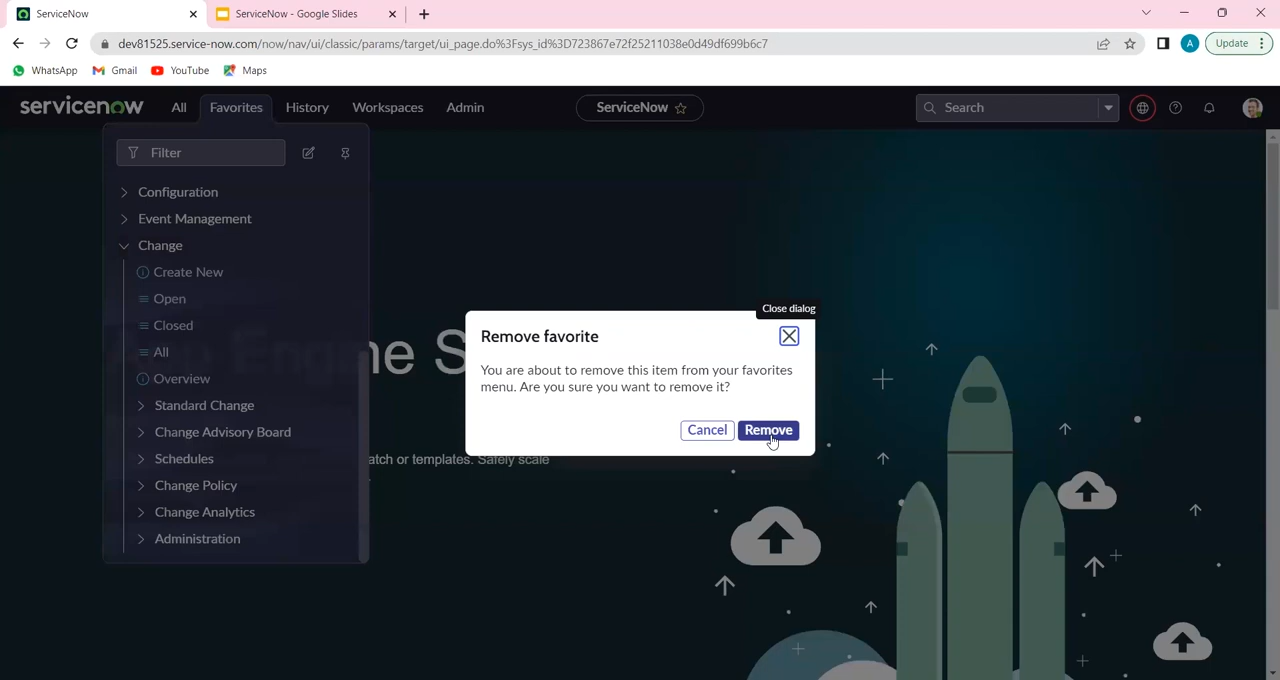 ServiceNow
ServiceNow - Google Slides
dev81525.service-now.com/now/nav/ui/classic/params/target/ui_page.do%3Fsys_id%3D723867e72f25211038e0d49df699b6c7
Update
WhatsApp
Gmail
YouTube
Maps
servicenow
All
Favorites
History
Workspaces
Admin
ServiceNow
Search
Filter
Configuration
Event Management
Change
Create New
Open
Closed
All
Overview
Standard Change
Change Advisory Board
Schedules
Change Policy
Change Analytics
Administration
Close dialog
Remove favorite
You are about to remove this item from your favorites
menu. Are you sure you want to remove it?
Cancel
Remove
atch or templates. Safely scale
A